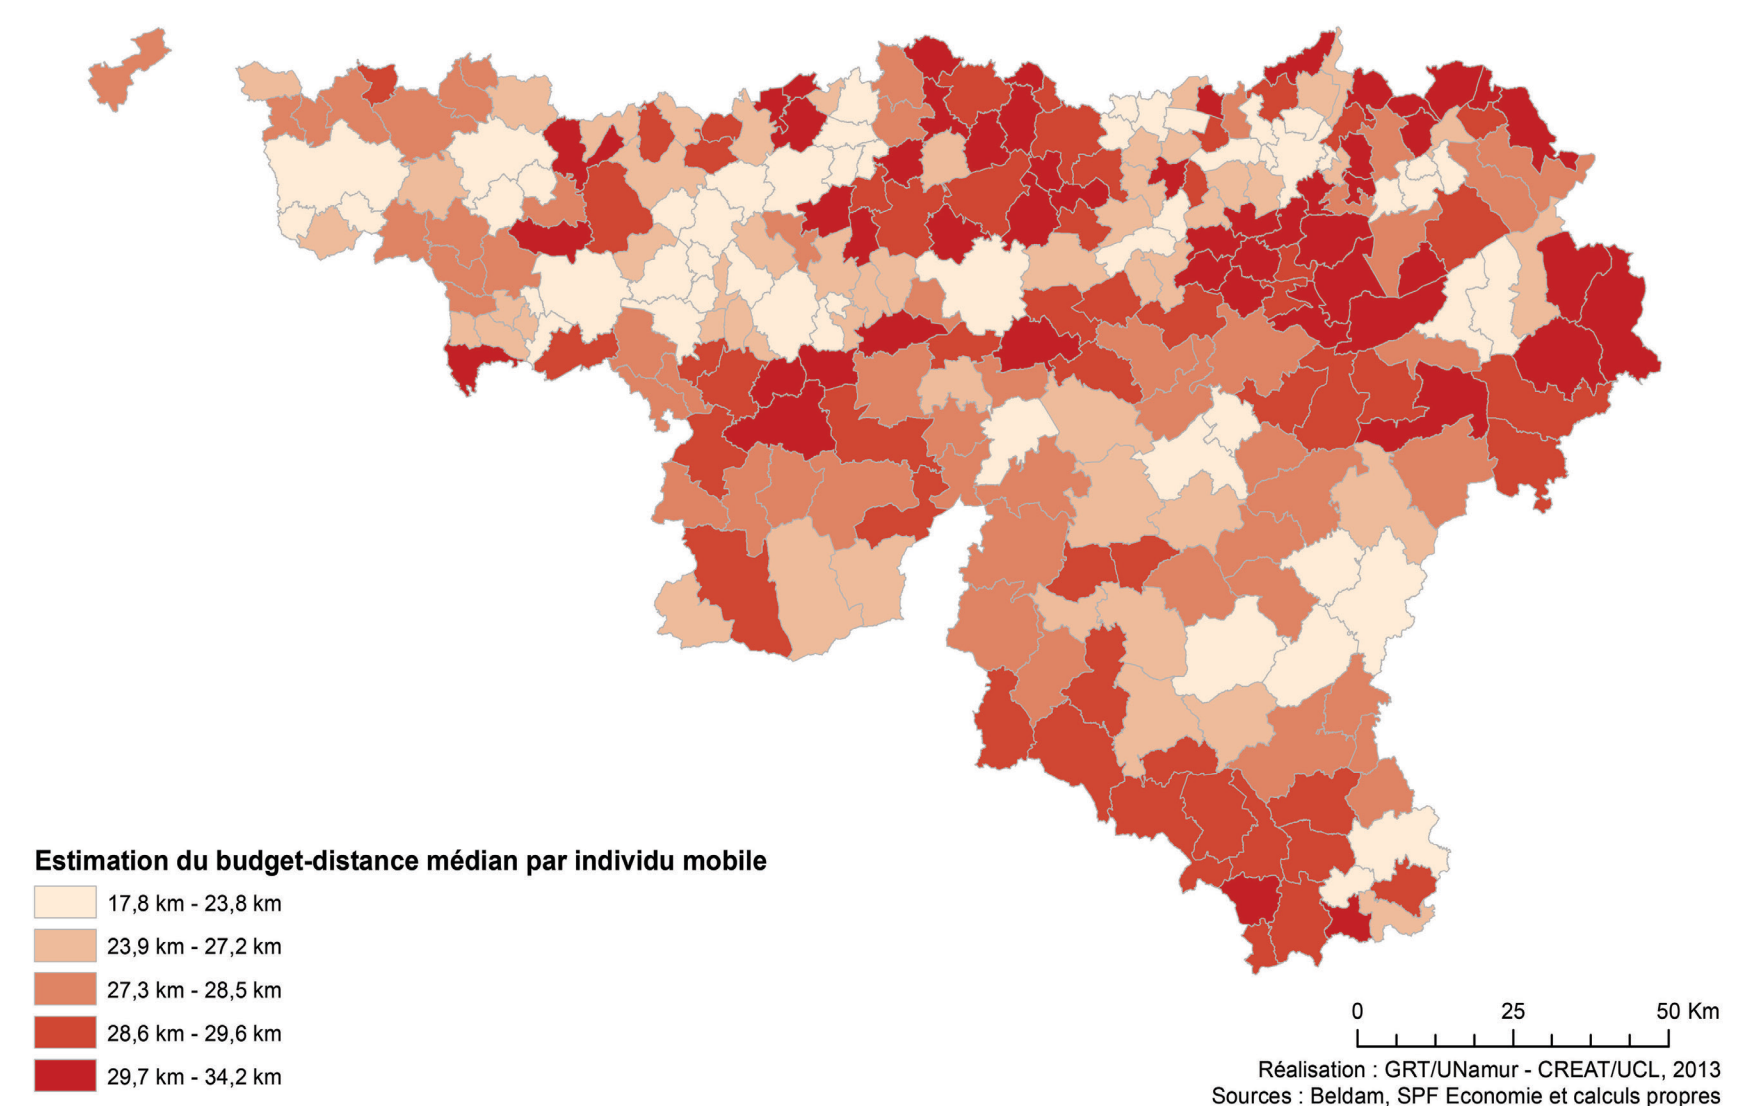 Estimation du budget-distance médian par individu mobile
17,8 km - 23,8 km
23,9 km - 27,2 km
27,3 km - 28,5 km
28,6 km - 29,6 km
29,7 km - 34,2 km
0 25 50 Km
Réalisation : GRT/UNamur - CREAT/UCL, 2013
Sources : Beldam, SPF Economie et calculs propres